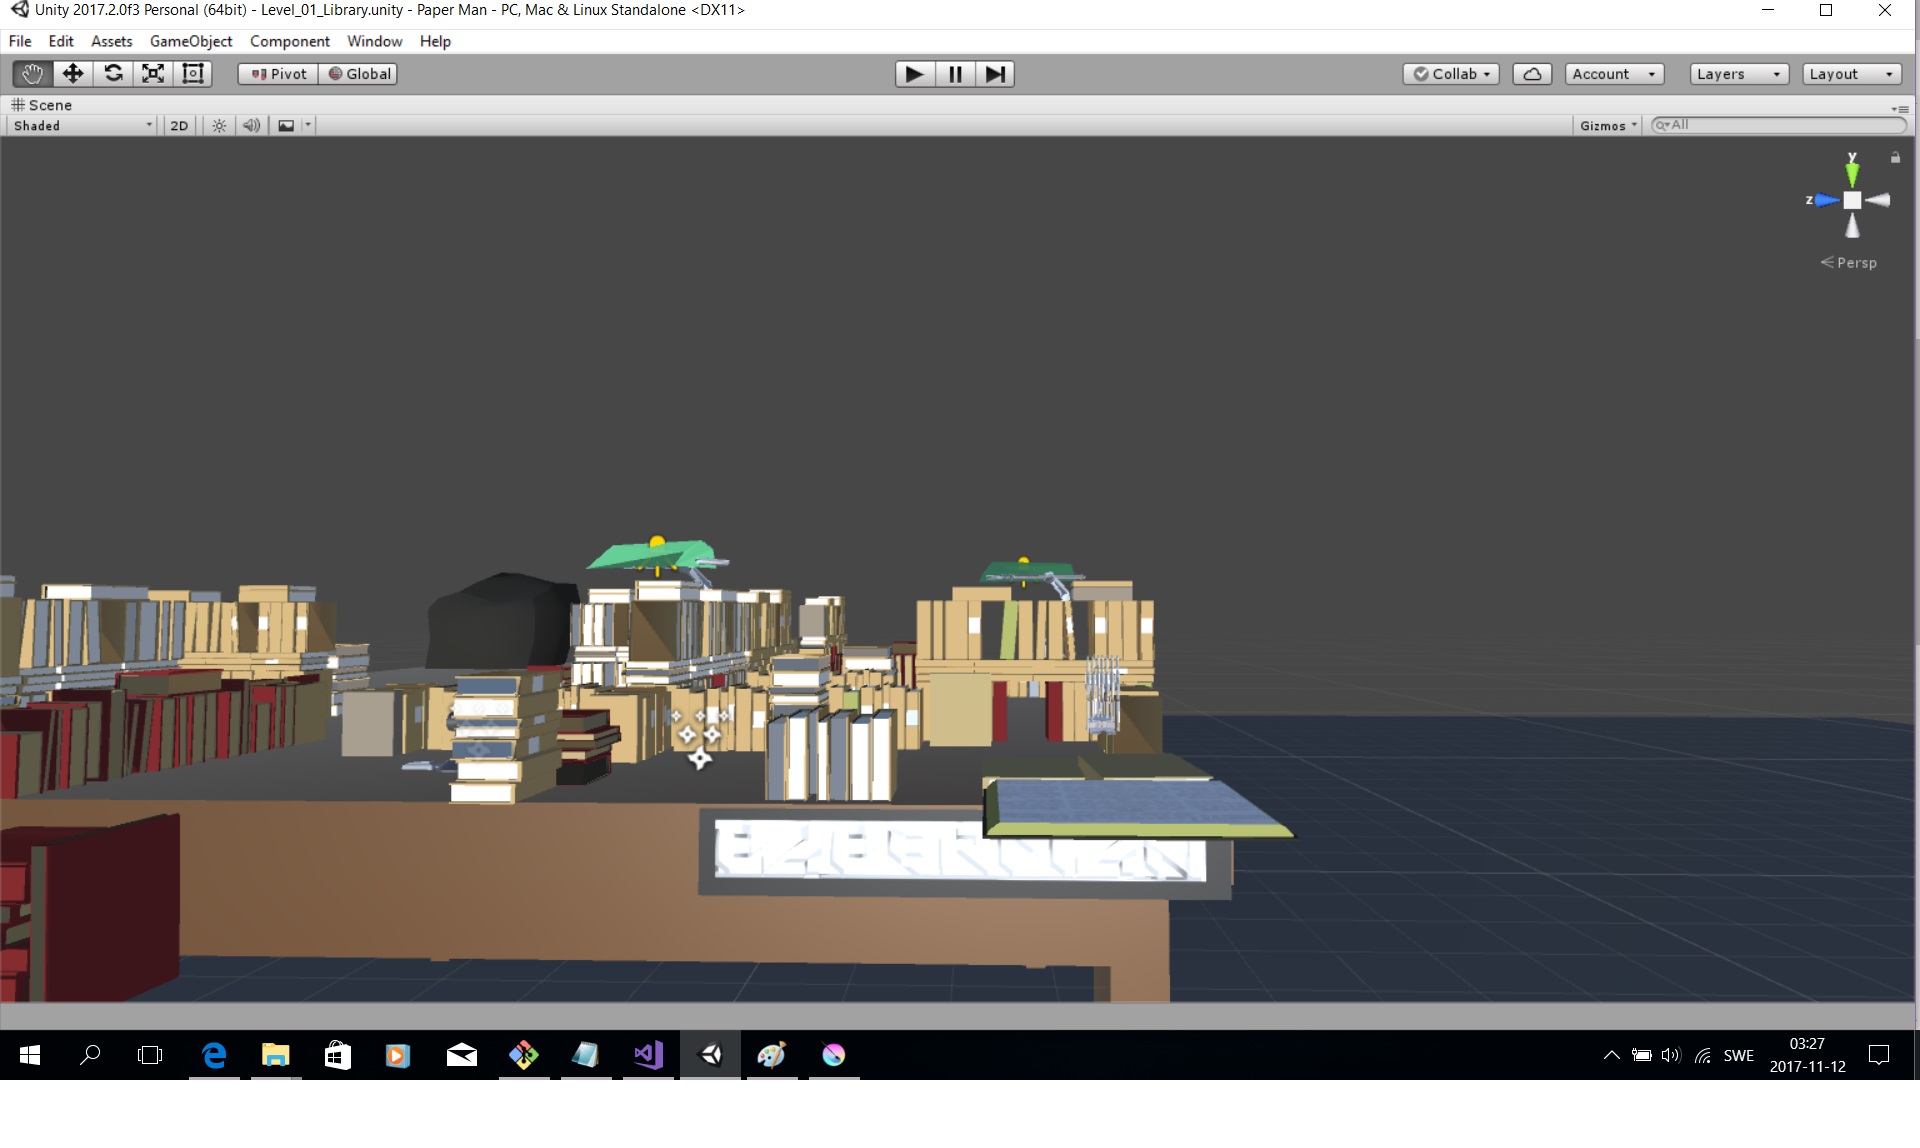 Unity 2017.2.0f3 Personal (64bit) - Level_01_Library.unity - Paper Man - PC, Mac & Linux Standalone <DX11>
File Edit Assets GameObject Component Window Help
Pivot Global Collab Account Layers Layout
Scene
Shaded 2D Gizmos All
y
z
Persp
SWE
03:27
2017-11-12